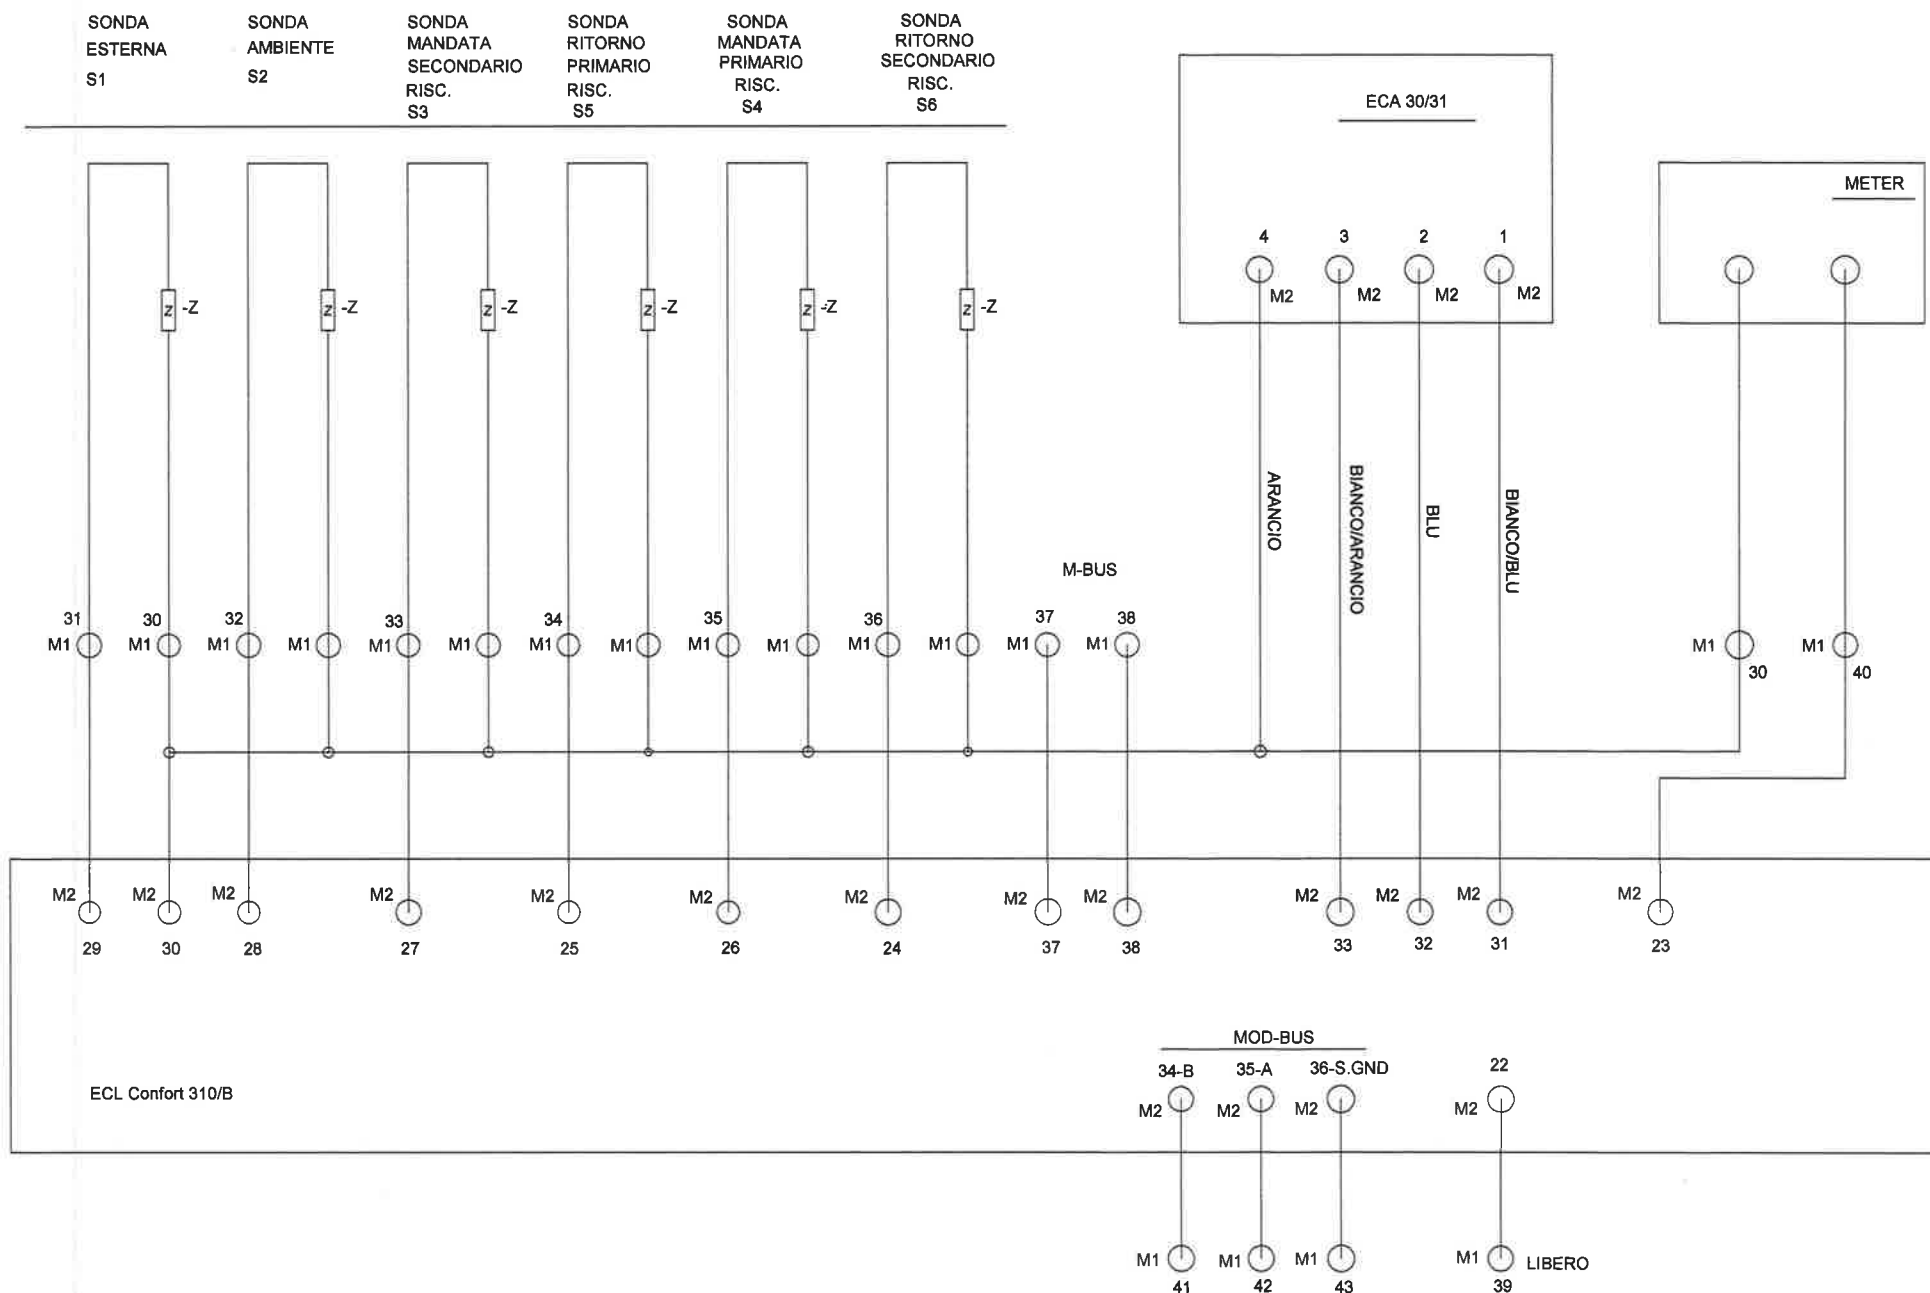 SONDA
ESTERNA
S1
SONDA
AMBIENTE
S2
SONDA
MANDATA
SECONDARIO
RISC.
S3
SONDA
RITORNO
PRIMARIO
RISC.
S5
SONDA
MANDATA
PRIMARIO
RISC.
S4
SONDA
RITORNO
SECONDARIO
RISC.
S6
ECA 30/31
METER
4 3 2 1
M2 M2 M2 M2
Z -Z Z -Z Z -Z Z -Z Z -Z Z -Z
ARANCIO
BIANCO/ARANCIO
BLU
BIANCO/BLU
M-BUS
31 30 32 33 34 35 36 37 38
M1 M1 M1 M1 M1 M1 M1 M1 M1 M1 M1 M1 M1 M1 M1 M1
30 40
M2 M2 M2 M2 M2 M2 M2 M2 M2 M2 M2 M2 M2
29 30 28 27 25 26 24 37 38 33 32 31 23
MOD-BUS
34-B 35-A 36-S.GND 22
M2 M2 M2 M2
ECL Confort 310/B
M1 M1 M1 M1 LIBERO
41 42 43 39